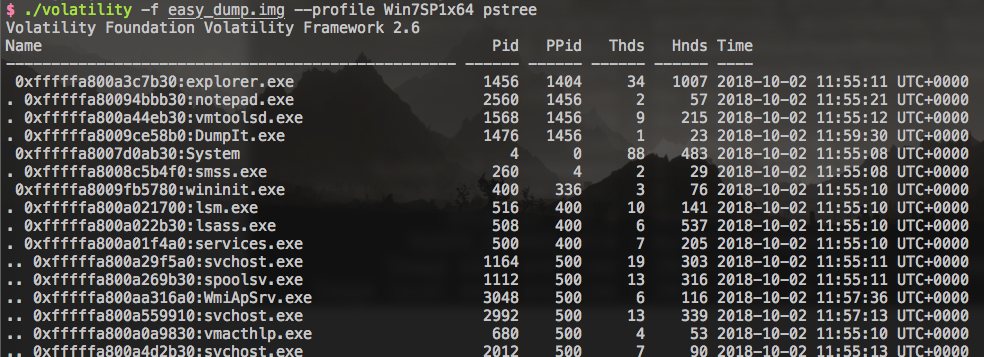 $ ./volatility -f easy_dump.img --profile Win7SP1x64 pstree
Volatility Foundation Volatility Framework 2.6
Name Pid PPid Thds Hnds Time
-------------------------------------------------- ------ ------ ------ ------ ----
0xfffffa800a3c7b30:explorer.exe 1456 1404 34 1007 2018-10-02 11:55:11 UTC+0000
. 0xfffffa80094bbb30:notepad.exe 2560 1456 2 57 2018-10-02 11:55:21 UTC+0000
. 0xfffffa800a44eb30:vmtoolsd.exe 1568 1456 9 215 2018-10-02 11:55:12 UTC+0000
. 0xfffffa8009ce58b0:DumpIt.exe 1476 1456 1 23 2018-10-02 11:59:30 UTC+0000
0xfffffa8007d0ab30:System 4 0 88 483 2018-10-02 11:55:08 UTC+0000
. 0xfffffa8008c5b4f0:smss.exe 260 4 2 29 2018-10-02 11:55:08 UTC+0000
0xfffffa8009fb5780:wininit.exe 400 336 3 76 2018-10-02 11:55:10 UTC+0000
. 0xfffffa800a021700:lsm.exe 516 400 10 141 2018-10-02 11:55:10 UTC+0000
. 0xfffffa800a022b30:lsass.exe 508 400 6 537 2018-10-02 11:55:10 UTC+0000
. 0xfffffa800a01f4a0:services.exe 500 400 7 205 2018-10-02 11:55:10 UTC+0000
.. 0xfffffa800a29f5a0:svchost.exe 1164 500 19 303 2018-10-02 11:55:11 UTC+0000
.. 0xfffffa800a269b30:spoolsv.exe 1112 500 13 316 2018-10-02 11:55:11 UTC+0000
.. 0xfffffa800aa316a0:WmiApSrv.exe 3048 500 6 116 2018-10-02 11:57:36 UTC+0000
.. 0xfffffa800a559910:svchost.exe 2992 500 13 339 2018-10-02 11:57:13 UTC+0000
.. 0xfffffa800a0a9830:vmacthlp.exe 680 500 4 53 2018-10-02 11:55:10 UTC+0000
.. 0xfffffa800a4d2b30:svchost.exe 2012 500 7 90 2018-10-02 11:55:13 UTC+0000